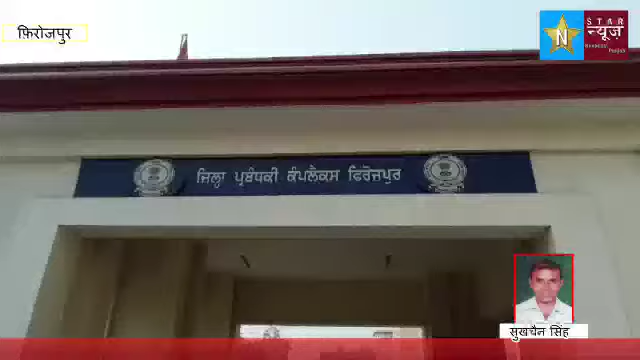 फ़िरोजपुर
STAR
N
न्यूज़
ਜਿਲ੍ਹਾ ਪ੍ਰਬੰਧਕੀ ਕੰਪਲੈਕਸ ਫਿਰੋਜ਼ਪੁਰ
सुखचैन सिंह